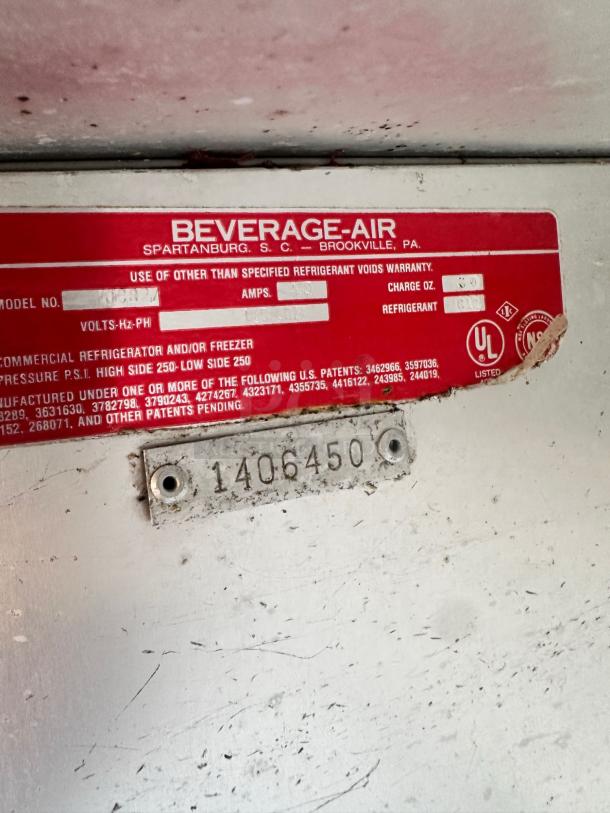 BEVERAGE-AIR
SPARTANBURG. S. C. — BROOKVILLE, PA.
USE OF OTHER THAN SPECIFIED REFRIGERANT VOIDS WARRANTY.
MODEL NO. AMPS. CHARGE OZ.
VOLTS-Hz-PH REFRIGERANT
COMMERCIAL REFRIGERATOR AND/OR FREEZER
PRESSURE P.S.I. HIGH SIDE 250-LOW SIDE 250
NUFACTURED UNDER ONE OR MORE OF THE FOLLOWING U.S. PATENTS: 3462966, 3597036,
3289, 3631630, 3782798, 3790243, 4274267, 4323171, 4355735, 4416122, 243985, 244019,
152, 268071, AND OTHER PATENTS PENDING.
UL
LISTED
1406450